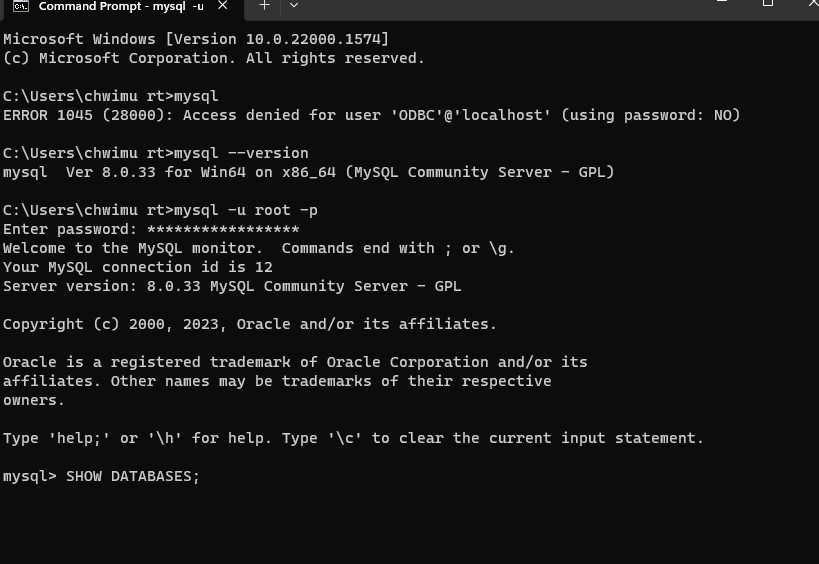 Command Prompt - mysql -u
Microsoft Windows [Version 10.0.22000.1574]
(c) Microsoft Corporation. All rights reserved.
C:\Users\chwimu rt>mysql
ERROR 1045 (28000): Access denied for user 'ODBC'@'localhost' (using password: NO)
C:\Users\chwimu rt>mysql --version
mysql  Ver 8.0.33 for Win64 on x86_64 (MySQL Community Server - GPL)
C:\Users\chwimu rt>mysql -u root -p
Enter password: *****************
Welcome to the MySQL monitor.  Commands end with ; or \g.
Your MySQL connection id is 12
Server version: 8.0.33 MySQL Community Server - GPL
Copyright (c) 2000, 2023, Oracle and/or its affiliates.
Oracle is a registered trademark of Oracle Corporation and/or its
affiliates. Other names may be trademarks of their respective
owners.
Type 'help;' or '\h' for help. Type '\c' to clear the current input statement.
mysql> SHOW DATABASES;